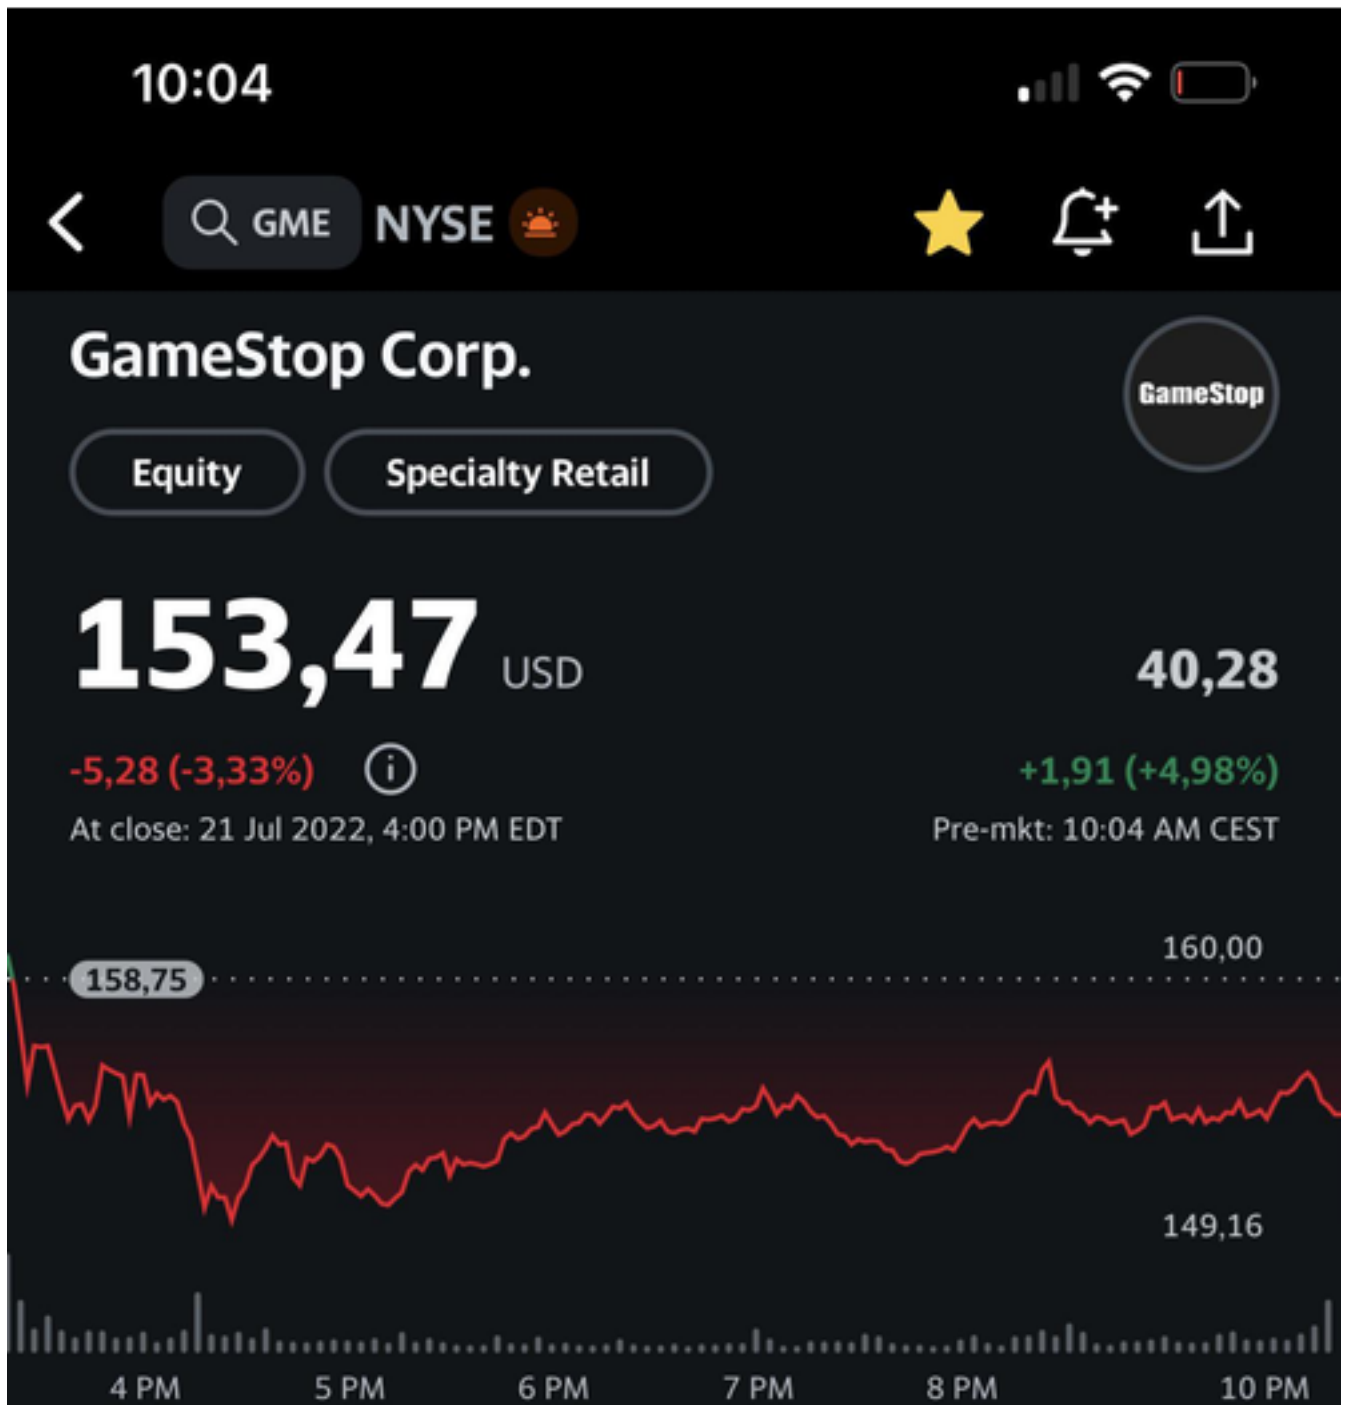 10:04
GME NYSE
GameStop Corp.
GameStop
Equity Specialty Retail
153,47 USD 40,28
-5,28 (-3,33%) i +1,91 (+4,98%)
At close: 21 Jul 2022, 4:00 PM EDT Pre-mkt: 10:04 AM CEST
160,00
158,75
149,16
4 PM 5 PM 6 PM 7 PM 8 PM 10 PM